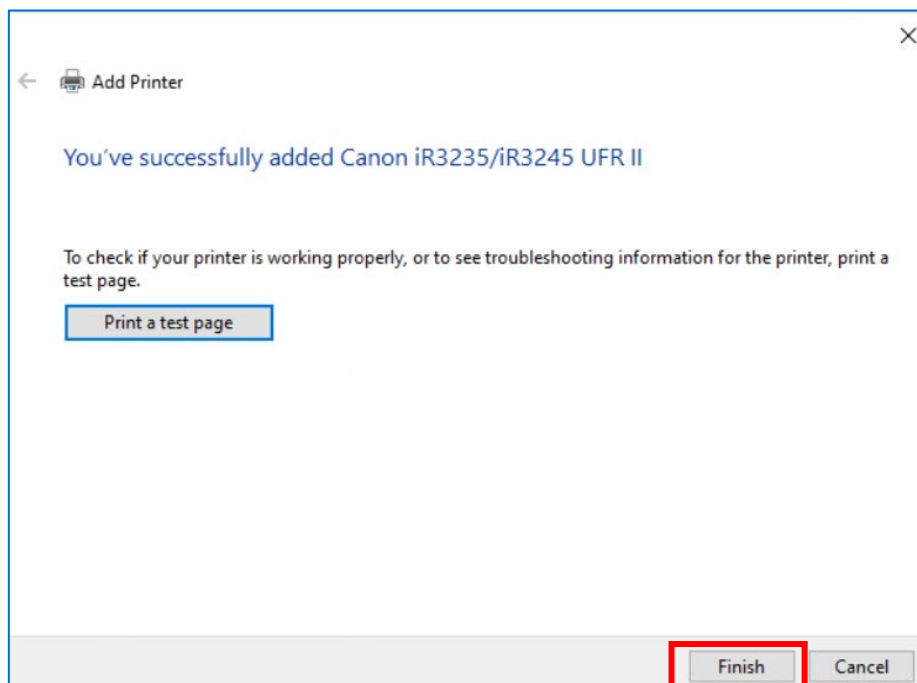 Add Printer
You've successfully added Canon iR3235/iR3245 UFR II
To check if your printer is working properly, or to see troubleshooting information for the printer, print a
test page.
Print a test page
Finish
Cancel